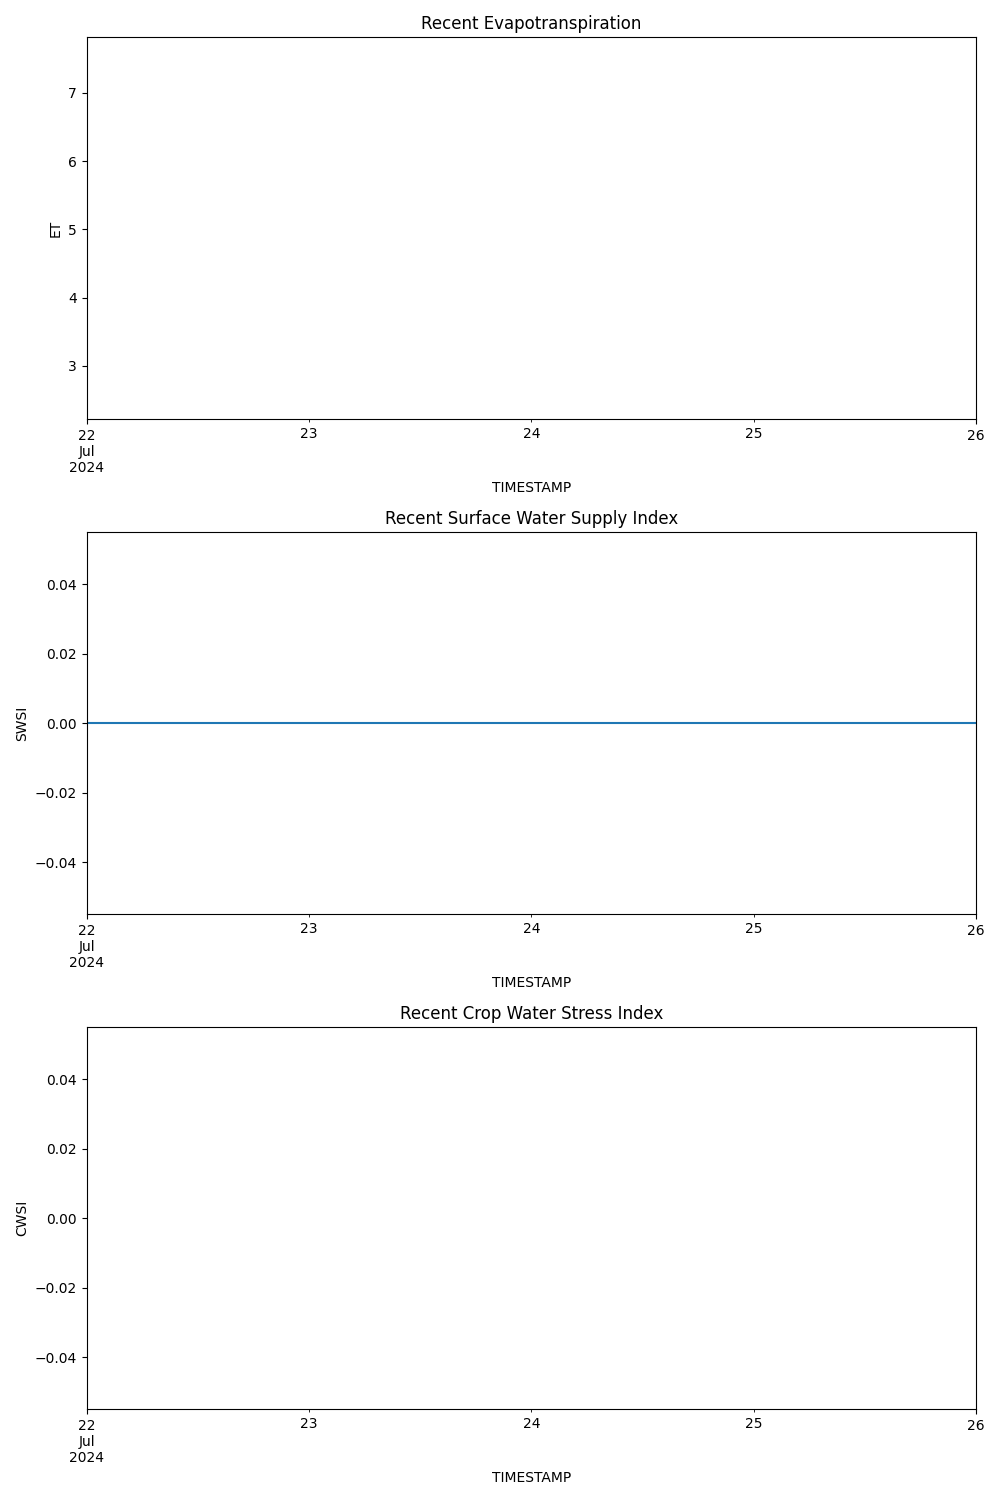 Recent Evapotranspiration
7
6
5
4
3
ET
22
Jul
2024
23
24
25
26
TIMESTAMP
Recent Surface Water Supply Index
0.04
0.02
0.00
−0.02
−0.04
SWSI
22
Jul
2024
23
24
25
26
TIMESTAMP
Recent Crop Water Stress Index
0.04
0.02
0.00
−0.02
−0.04
CWSI
22
Jul
2024
23
24
25
26
TIMESTAMP